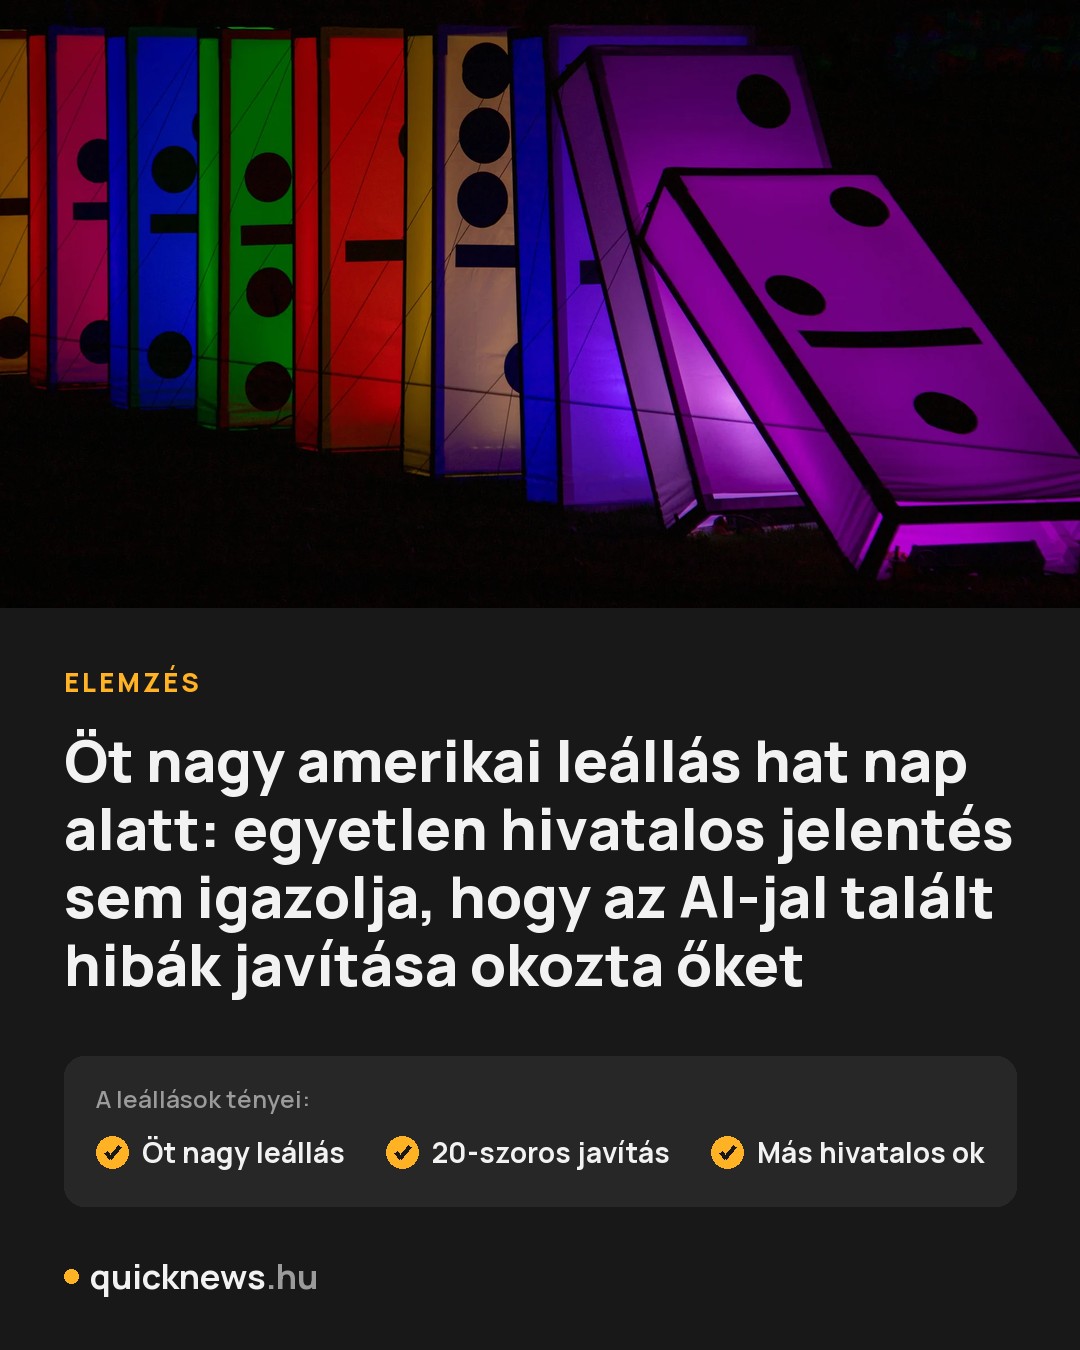 ELEMZÉS
Öt nagy amerikai leállás hat nap
alatt: egyetlen hivatalos jelentés
sem igazolja, hogy az AI-jal talált
hibák javítása okozta őket
A leállások tényei:
Öt nagy leállás 20-szoros javítás Más hivatalos ok
quicknews.hu